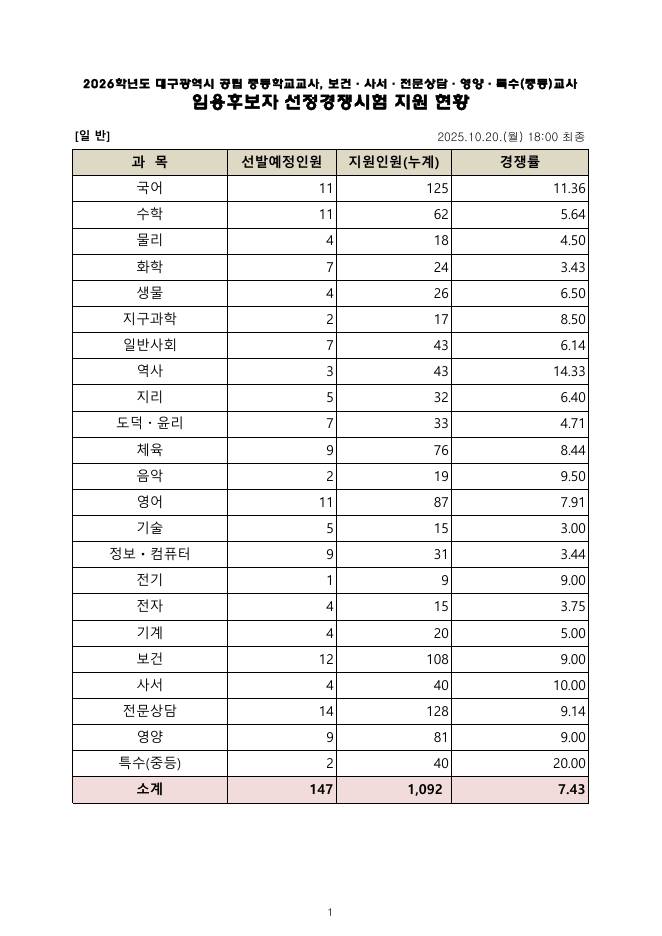 2026학년도 대구광역시 공립 중등학교교사, 보건·사서·전문상담·영양·특수(중등)교사
임용후보자 선정경쟁시험 지원 현황
[일 반] 2025.10.20.(월) 18:00 최종
과 목 선발예정인원 지원인원(누계) 경쟁률
국어 11 125 11.36
수학 11 62 5.64
물리 4 18 4.50
화학 7 24 3.43
생물 4 26 6.50
지구과학 2 17 8.50
일반사회 7 43 6.14
역사 3 43 14.33
지리 5 32 6.40
도덕·윤리 7 33 4.71
체육 9 76 8.44
음악 2 19 9.50
영어 11 87 7.91
기술 5 15 3.00
정보·컴퓨터 9 31 3.44
전기 1 9 9.00
전자 4 15 3.75
기계 4 20 5.00
보건 12 108 9.00
사서 4 40 10.00
전문상담 14 128 9.14
영양 9 81 9.00
특수(중등) 2 40 20.00
소계 147 1,092 7.43
1